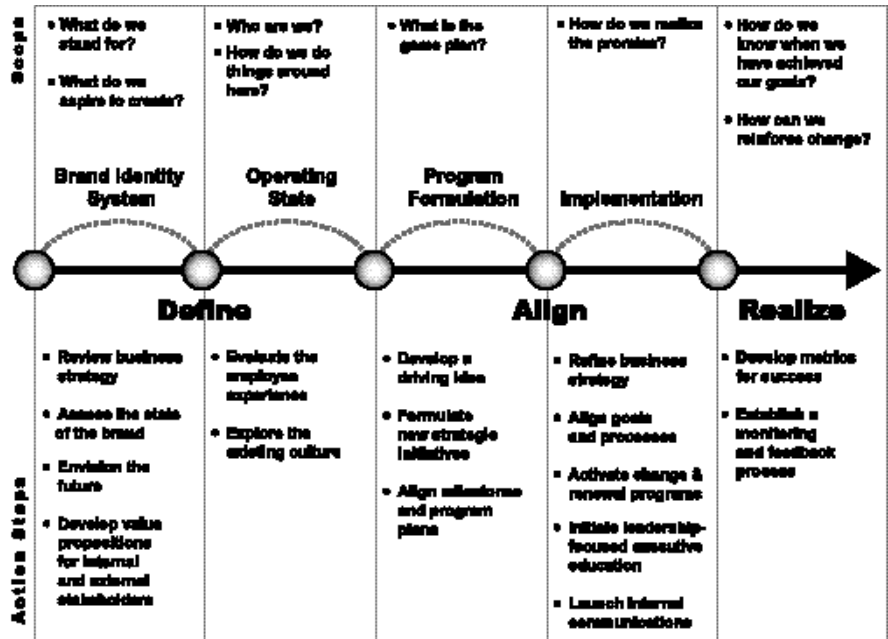 Scope
• What do we
stand for?
• What do we
aspire to create?
• Who are we?
• How do we do
things around
here?
• What is the
game plan?
• How do we realize
the promise?
• How do we
know when we
have achieved
our goals?
• How can we
reinforce change?
Brand Identity
System
Operating
State
Program
Formulation
Implementation
Define
Align
Realize
Action Steps
• Review business
strategy
• Assess the state
of the brand
• Envision the
future
• Develop value
propositions
for internal
and external
stakeholders
• Evaluate the
employee
experience
• Explore the
existing culture
• Develop a
driving idea
• Formulate
new strategic
initiatives
• Align milestones
and program
plans
• Refine business
strategy
• Align goals
and processes
• Activate change &
renewal programs
• Initiate leadership-
focused executive
education
• Launch internal
communications
• Develop metrics
for success
• Establish a
monitoring
and feedback
process